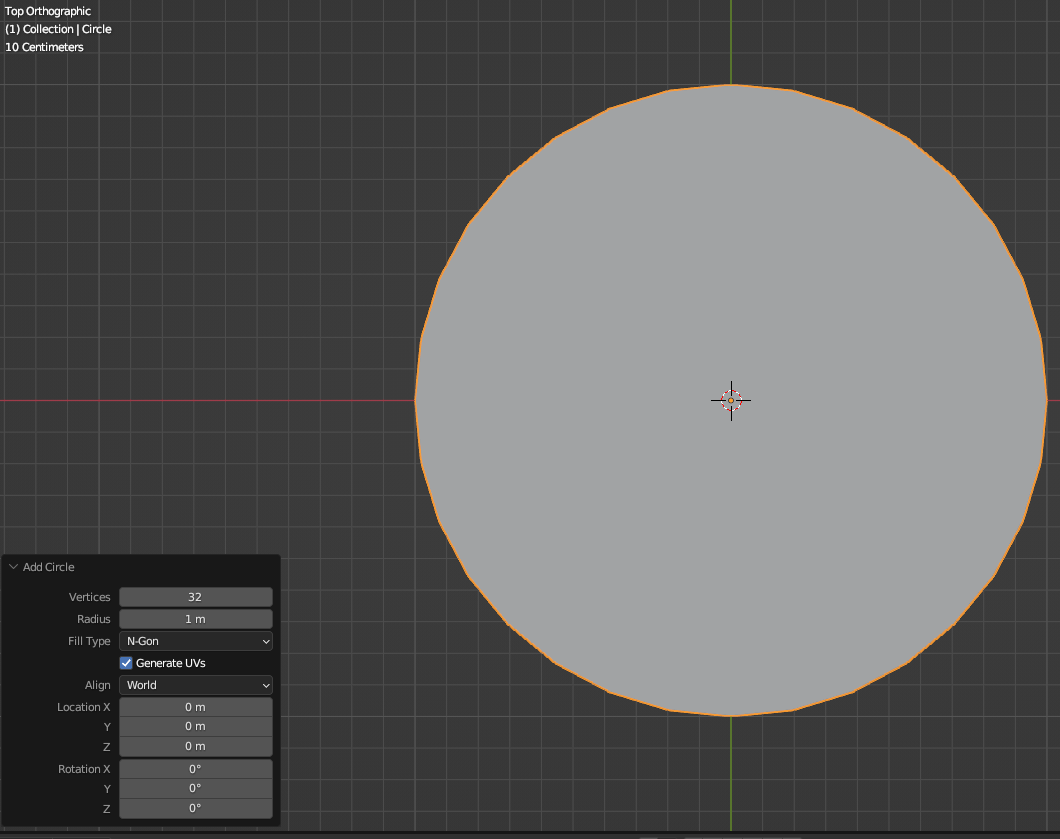 Top Orthographic
(1) Collection | Circle
10 Centimeters
Add Circle
Vertices 32
Radius 1 m
Fill Type N-Gon
Generate UVs
Align World
Location X 0 m
Y 0 m
Z 0 m
Rotation X 0°
Y 0°
Z 0°